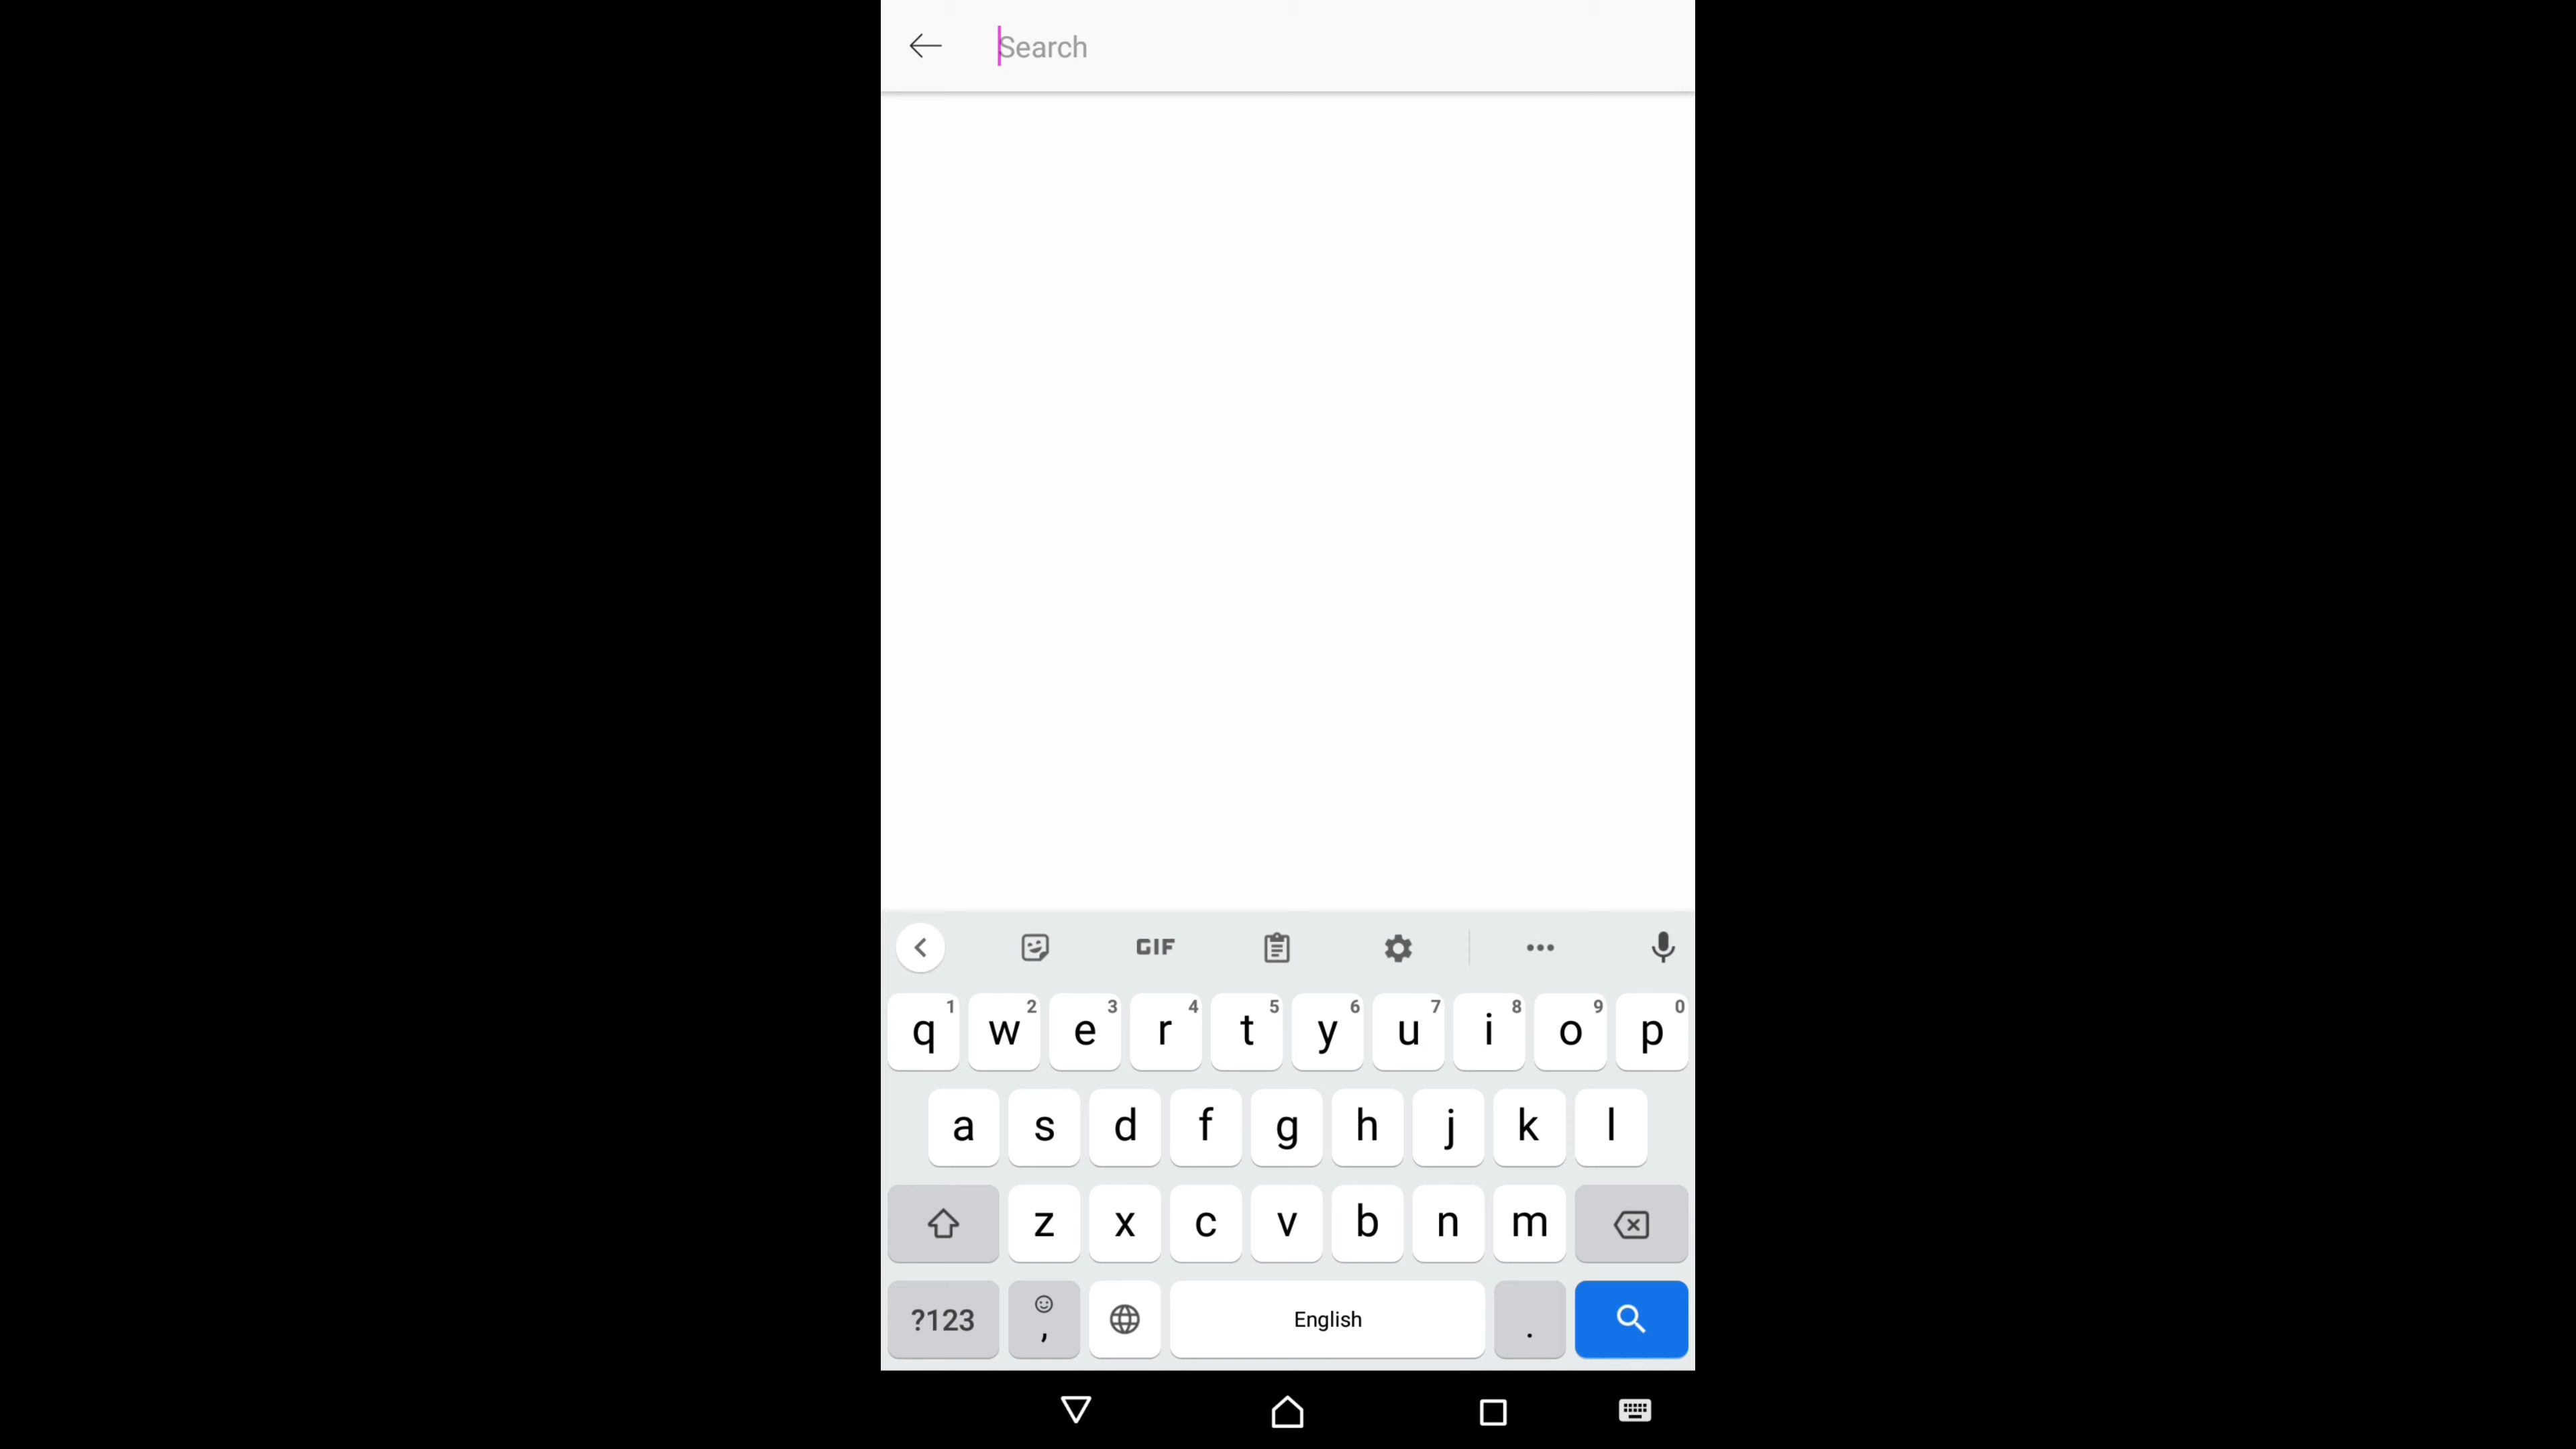 Search
GIF
q 1 w 2 e 3 r 4 t 5 y 6 u 7 i 8 o 9 p 0
a s d f g h j k l
z x c v b n m
?123 , English .